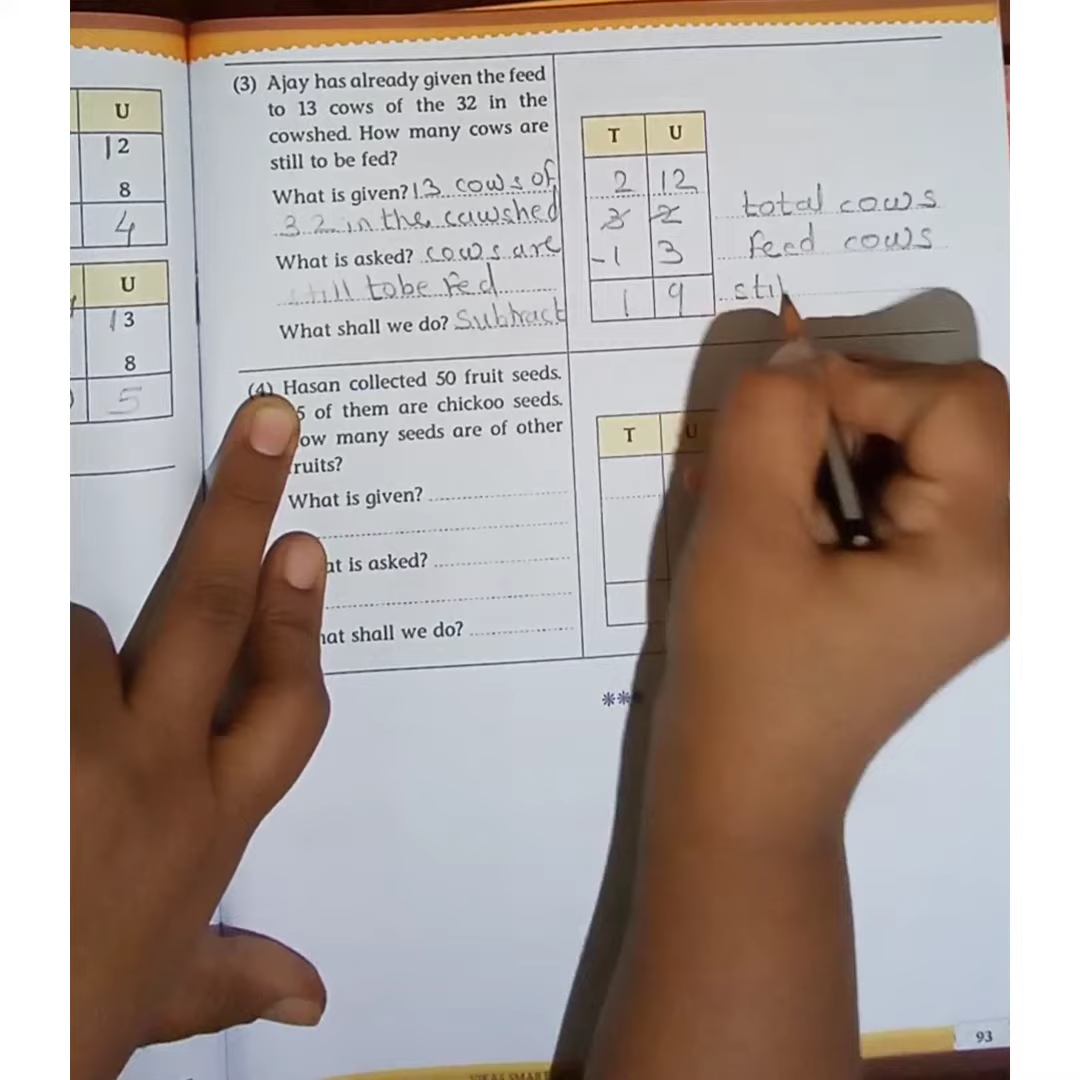 U
12
8
4
U
13
8
5
(3) Ajay has already given the feed
to 13 cows of the 32 in the
cowshed. How many cows are
still to be fed?
What is given? 13 cows of
32 in the cawshed
What is asked? cows are
still to be fed
What shall we do? Subtract
T U
2 12
3 2 total cows
-1 3 feed cows
1 9 stil
(4) Hasan collected 50 fruit seeds.
5 of them are chickoo seeds.
ow many seeds are of other
ruits?
What is given?
at is asked?
hat shall we do?
T U
***
93